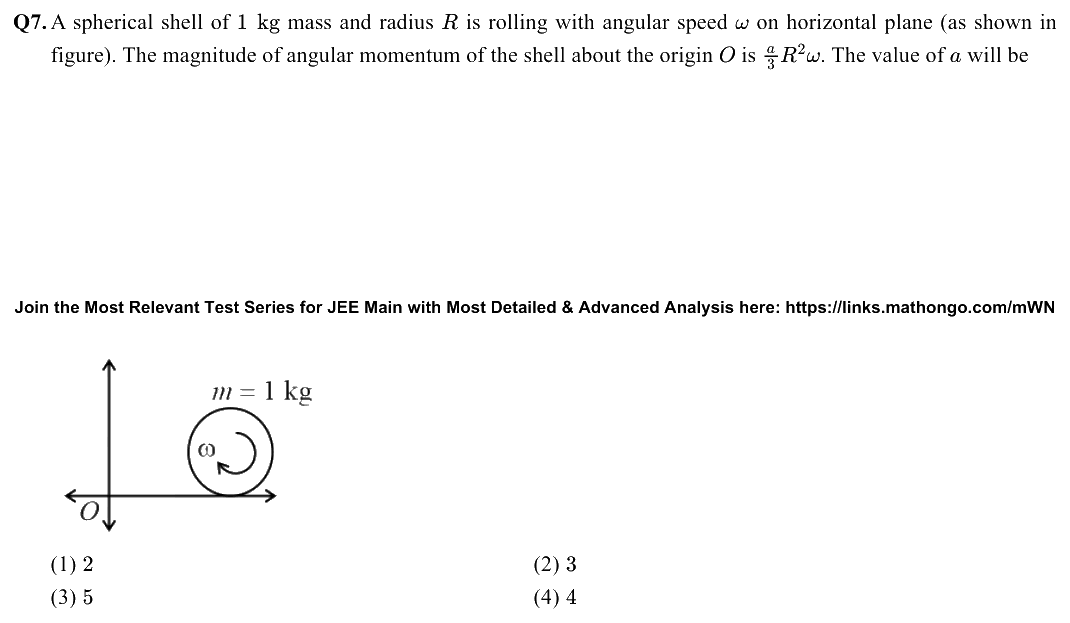 Q7. A spherical shell of 1 kg mass and radius R is rolling with angular speed ω on horizontal plane (as shown in
figure). The magnitude of angular momentum of the shell about the origin O is a/3 R²ω. The value of a will be
Join the Most Relevant Test Series for JEE Main with Most Detailed & Advanced Analysis here: https://links.mathongo.com/mWN
m = 1 kg
ω
O
(1) 2
(2) 3
(3) 5
(4) 4